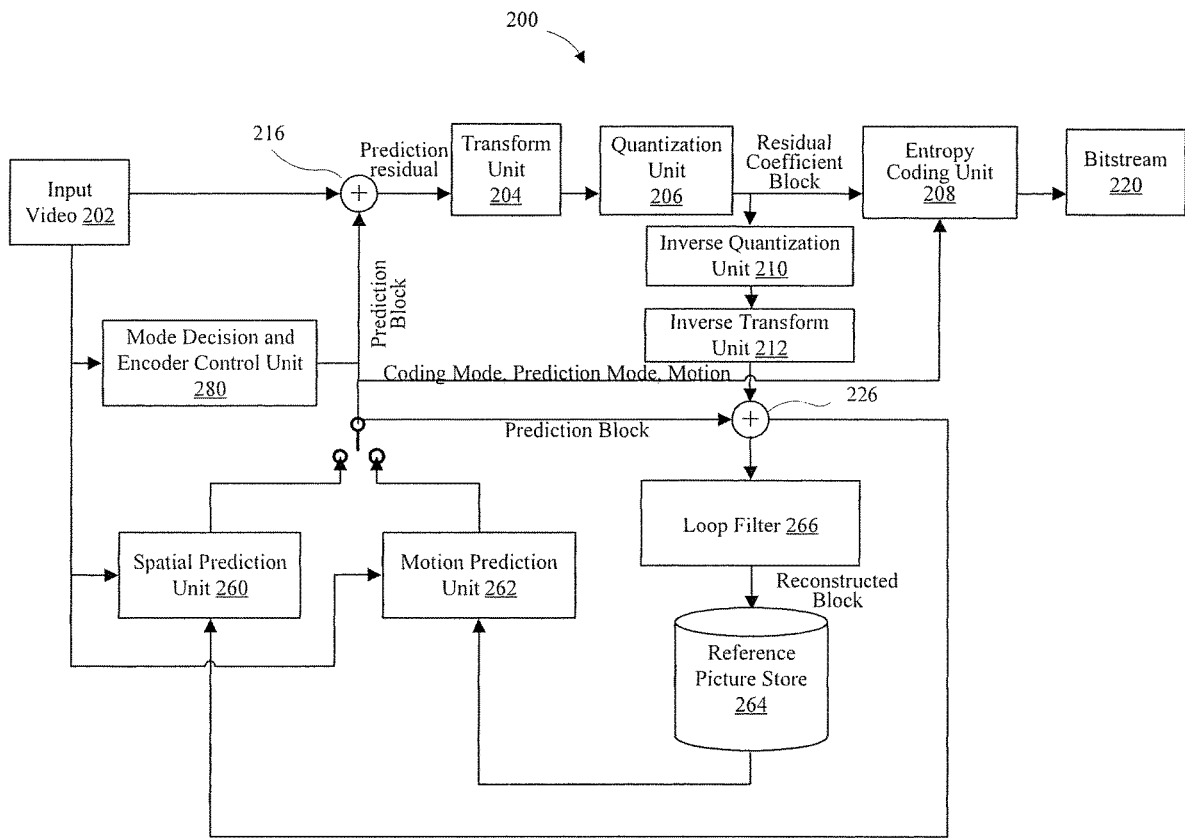 200
216
Input
Video 202
Prediction
residual
Transform
Unit
204
Quantization
Unit
206
Residual
Coefficient
Block
Entropy
Coding Unit
208
Bitstream
220
Inverse Quantization
Unit 210
Inverse Transform
Unit 212
Prediction
Block
Mode Decision and
Encoder Control Unit
280
Coding Mode, Prediction Mode, Motion
226
Prediction Block
Loop Filter 266
Spatial Prediction
Unit 260
Motion Prediction
Unit 262
Reconstructed
Block
Reference
Picture Store
264
+
+